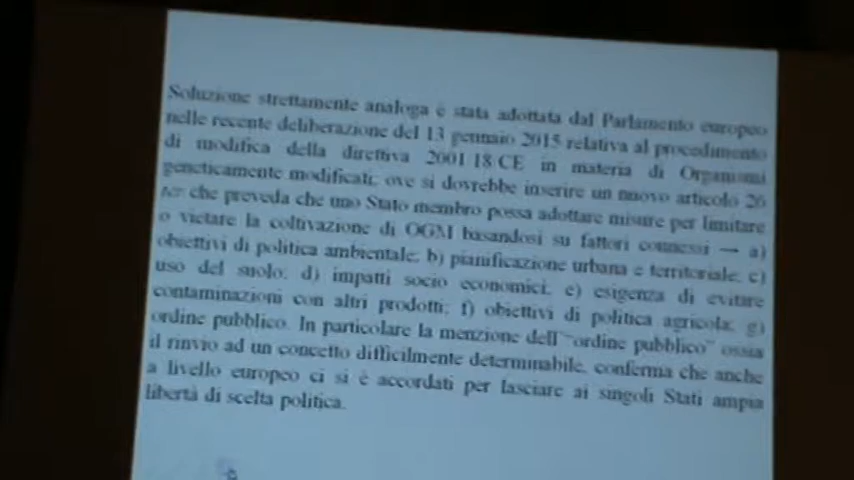 Soluzione strettamente analoga è stata adottata dal Parlamento europeo
nelle recente deliberazione del 13 gennaio 2015 relativa al procedimento
di modifica della direttiva 2001/18/CE in materia di Organismi
geneticamente modificati, ove si dovrebbe inserire un nuovo articolo 26
ter che preveda che uno Stato membro possa adottare misure per limitare
o vietare la coltivazione di OGM basandosi su fattori connessi — a)
obiettivi di politica ambientale; b) pianificazione urbana e territoriale; c)
uso del suolo; d) impatti socio economici; e) esigenza di evitare
contaminazioni con altri prodotti; f) obiettivi di politica agricola; g)
ordine pubblico. In particolare la menzione dell'"ordine pubblico" ossia
il rinvio ad un concetto difficilmente determinabile, conferma che anche
a livello europeo ci si è accordati per lasciare ai singoli Stati ampia
libertà di scelta politica.